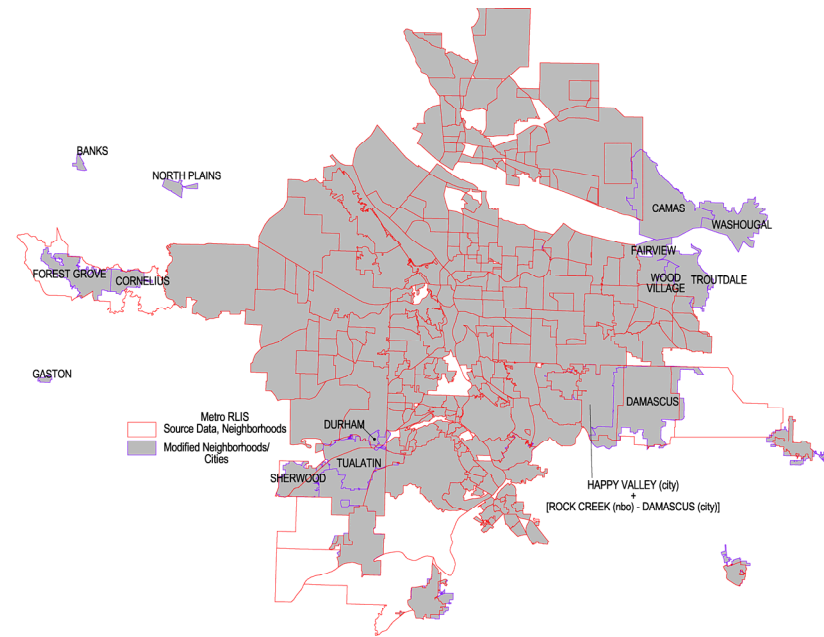 BANKS
NORTH PLAINS
CAMAS
WASHOUGAL
FAIRVIEW
FOREST GROVE
CORNELIUS
WOOD
VILLAGE
TROUTDALE
GASTON
DAMASCUS
Metro RLIS
Source Data, Neighborhoods
Modified Neighborhoods/
Cities
DURHAM
TUALATIN
SHERWOOD
HAPPY VALLEY (city)
+
[ROCK CREEK (nbo) - DAMASCUS (city)]